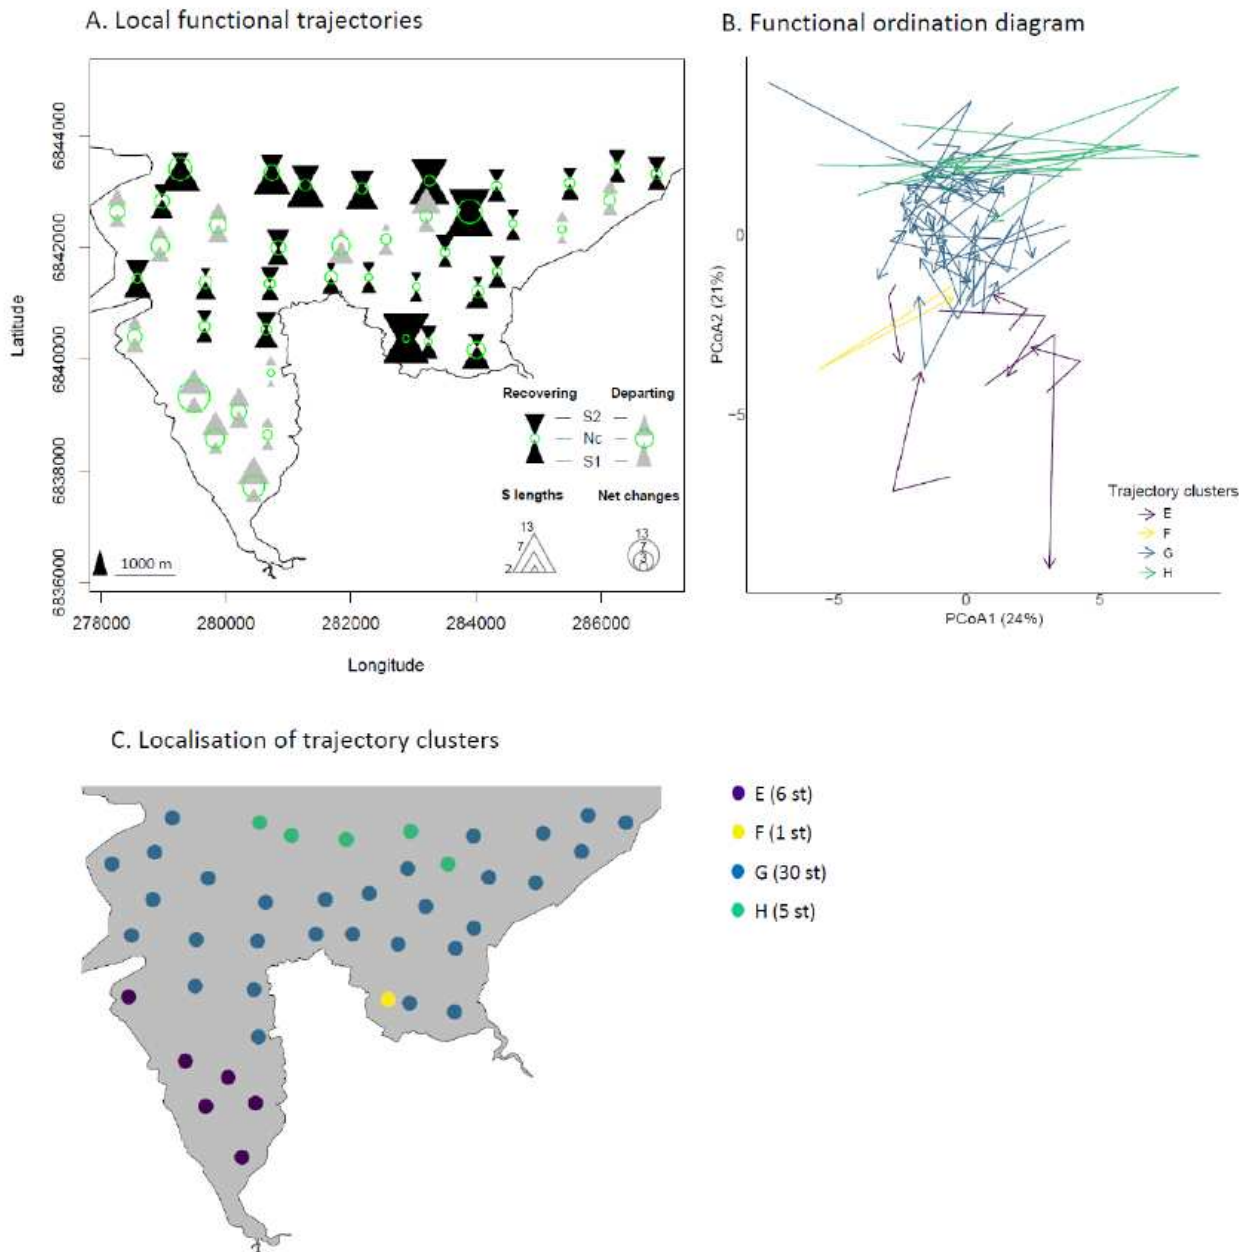 A. Local functional trajectories
B. Functional ordination diagram
Latitude
6844000
6842000
6840000
6838000
6836000
Recovering Departing
S2
Nc
S1
S lengths Net changes
13
7
2
13
7
3
1000 m
278000 280000 282000 284000 286000
Longitude
PCoA2 (21%)
0
−5
Trajectory clusters
E
F
G
H
−5 0 5
PCoA1 (24%)
C. Localisation of trajectory clusters
E (6 st)
F (1 st)
G (30 st)
H (5 st)